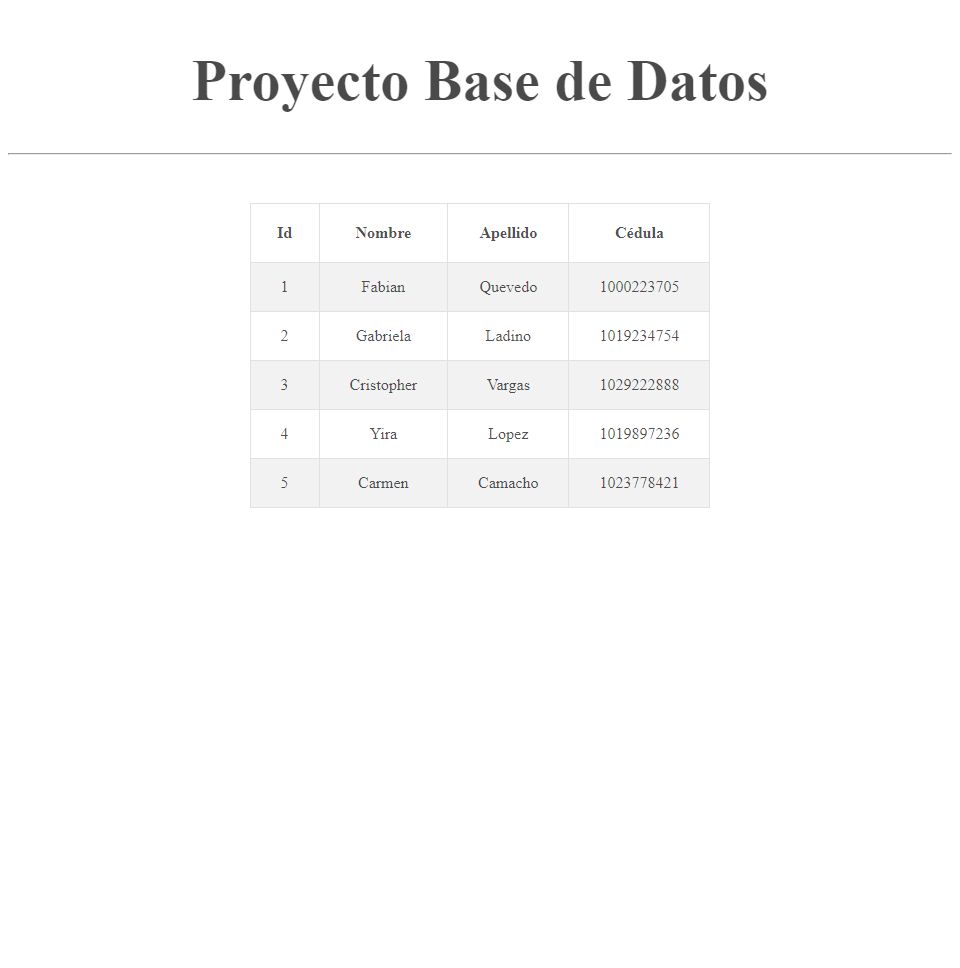 Proyecto Base de Datos
Id Nombre Apellido Cédula
1 Fabian Quevedo 1000223705
2 Gabriela Ladino 1019234754
3 Cristopher Vargas 1029222888
4 Yira Lopez 1019897236
5 Carmen Camacho 1023778421